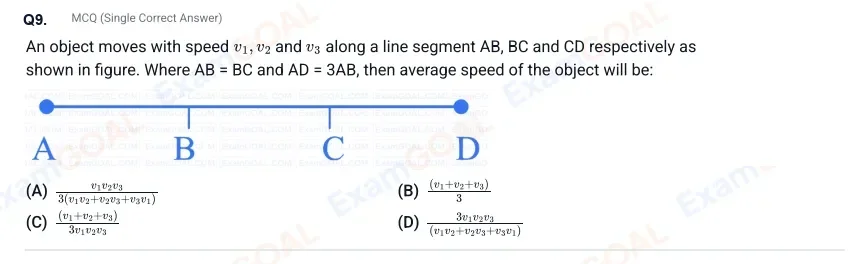 Q9. MCQ (Single Correct Answer)
An object moves with speed v₁, v₂ and v₃ along a line segment AB, BC and CD respectively as
shown in figure. Where AB = BC and AD = 3AB, then average speed of the object will be:
A B C D
(A) v₁v₂v₃/3(v₁v₂+v₂v₃+v₃v₁) (B) (v₁+v₂+v₃)/3
(C) (v₁+v₂+v₃)/3v₁v₂v₃ (D) 3v₁v₂v₃/(v₁v₂+v₂v₃+v₃v₁)